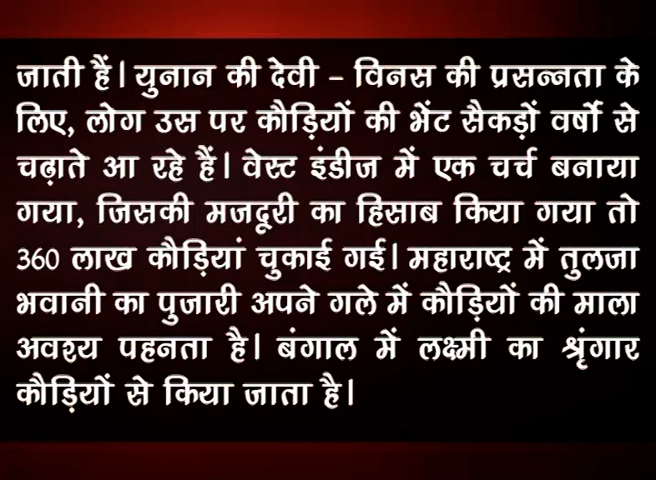 जाती हैं। युनान की देवी – विनस की प्रसन्नता के
लिए, लोग उस पर कौड़ियों की भेंट सैकड़ों वर्षो से
चढ़ाते आ रहे हैं। वेस्ट इंडीज में एक चर्च बनाया
गया, जिसकी मजदूरी का हिसाब किया गया तो
360 लाख कौड़ियां चुकाई गई। महाराष्ट्र में तुलजा
भवानी का पुजारी अपने गले में कौड़ियों की माला
अवश्य पहनता है। बंगाल में लक्ष्मी का श्रृंगार
कौड़ियों से किया जाता है।